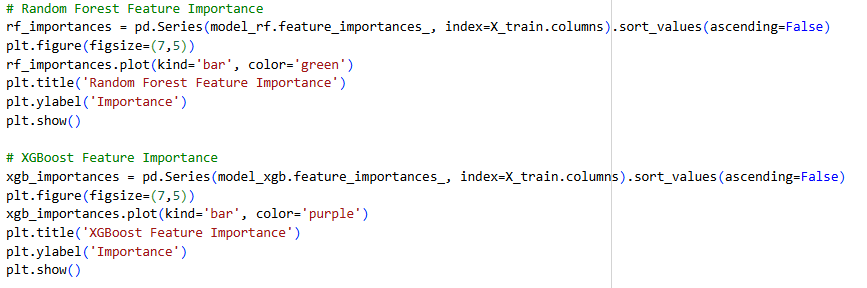 # Random Forest Feature Importance
rf_importances = pd.Series(model_rf.feature_importances_, index=X_train.columns).sort_values(ascending=False)
plt.figure(figsize=(7,5))
rf_importances.plot(kind='bar', color='green')
plt.title('Random Forest Feature Importance')
plt.ylabel('Importance')
plt.show()

# XGBoost Feature Importance
xgb_importances = pd.Series(model_xgb.feature_importances_, index=X_train.columns).sort_values(ascending=False)
plt.figure(figsize=(7,5))
xgb_importances.plot(kind='bar', color='purple')
plt.title('XGBoost Feature Importance')
plt.ylabel('Importance')
plt.show()